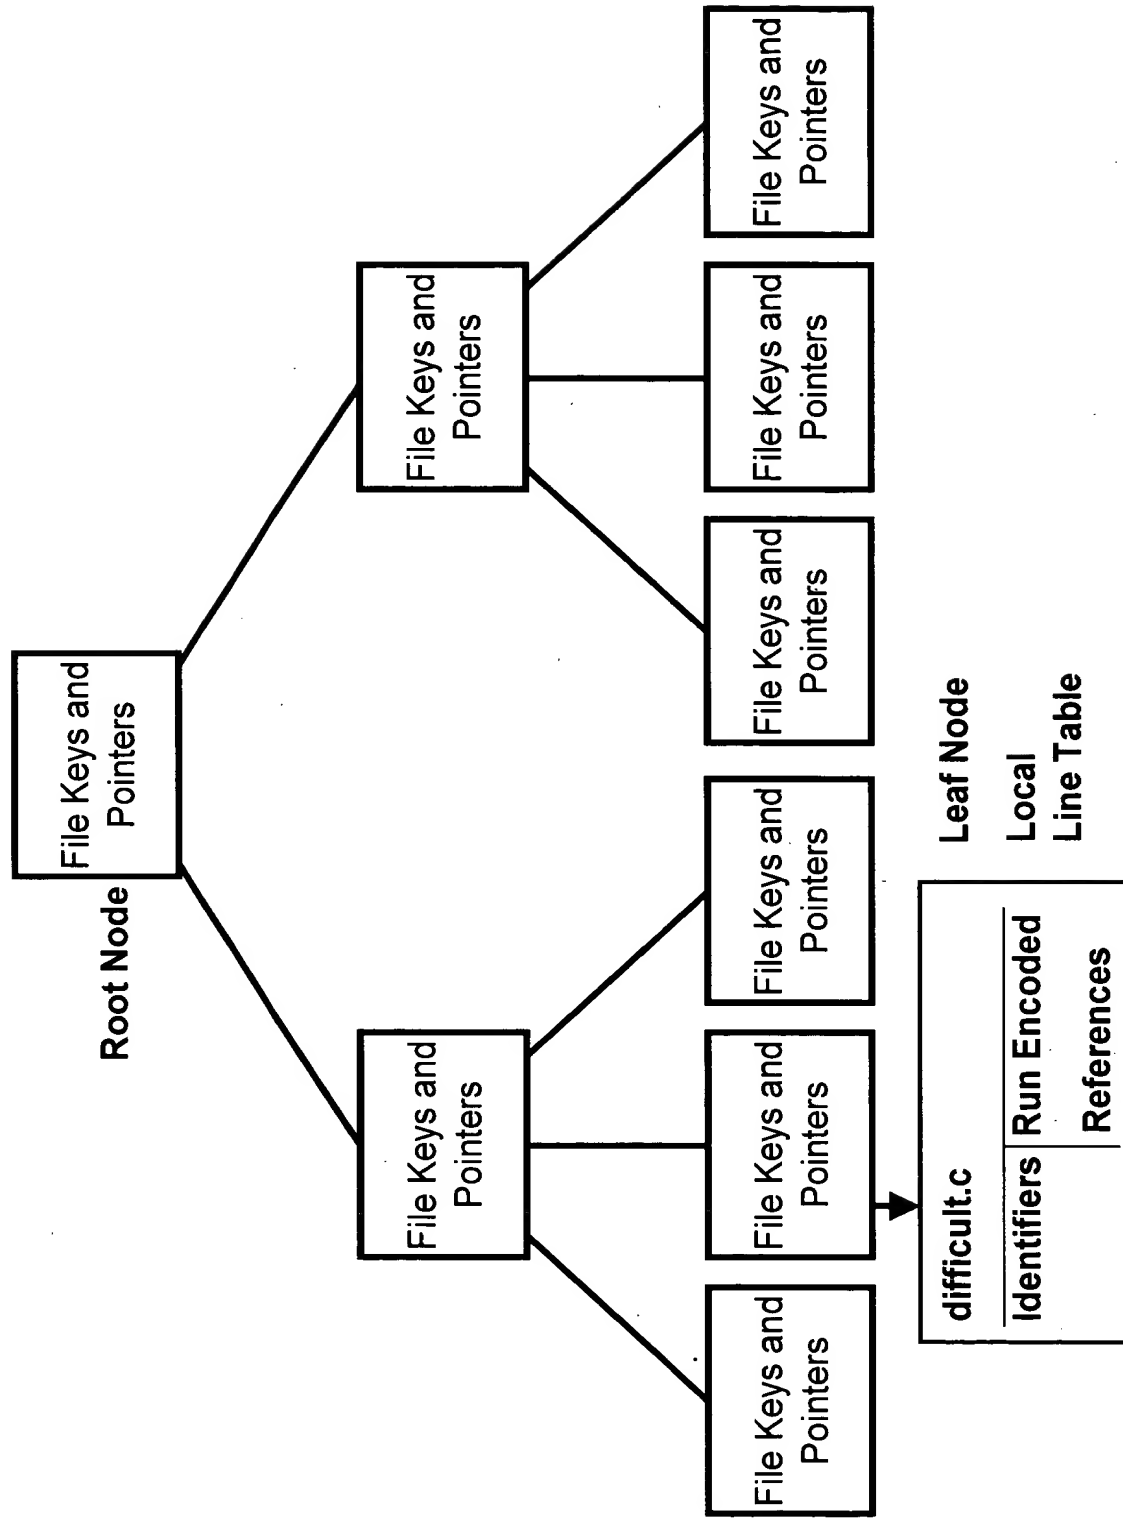 File Keys and
Pointers
Root Node
File Keys and
Pointers
File Keys and
Pointers
File Keys and
Pointers
File Keys and
Pointers
File Keys and
Pointers
File Keys and
Pointers
File Keys and
Pointers
File Keys and
Pointers
difficult.c
Identifiers Run Encoded
References
Leaf Node
Local
Line Table